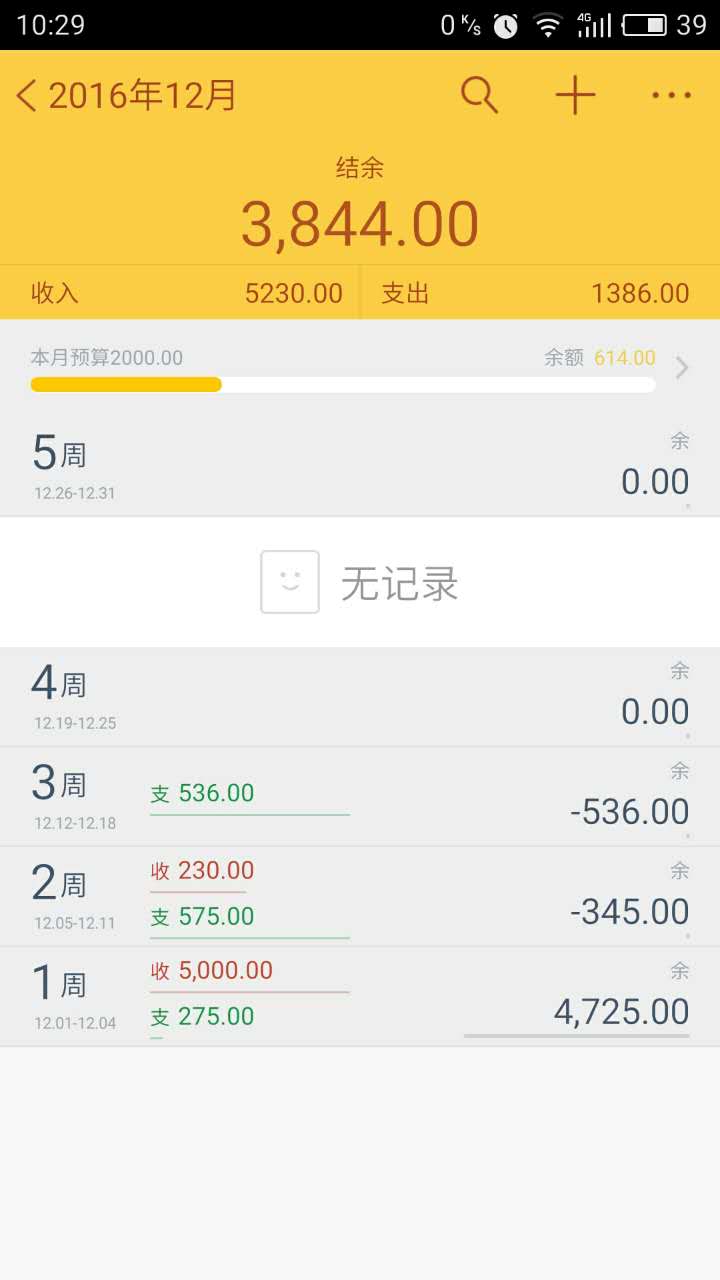 10:29 0 K/s 4G 39
2016年12月
结余
3,844.00
收入 5230.00 支出 1386.00
本月预算2000.00 余额 614.00
5周 余
12.26-12.31 0.00
无记录
4周 余
12.19-12.25 0.00
3周 支 536.00 余
12.12-12.18 -536.00
2周 收 230.00 余
12.05-12.11 支 575.00 -345.00
1周 收 5,000.00 余
12.01-12.04 支 275.00 4,725.00